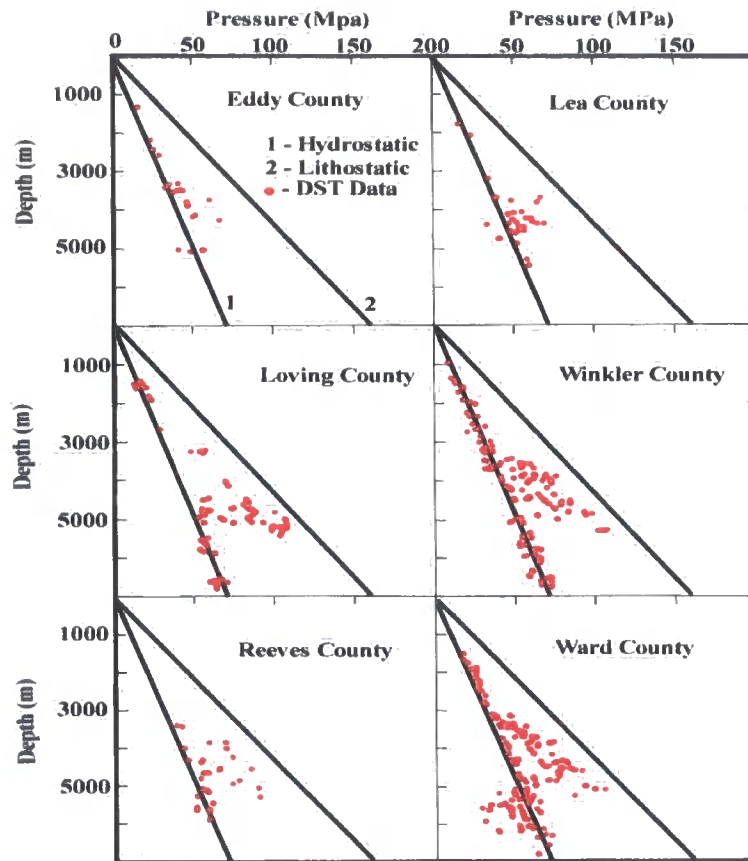 Pressure (Mpa) Pressure (MPa)
0 50 100 150 200 50 100 150
Eddy County
1 - Hydrostatic
2 - Lithostatic
- DST Data
1 2
Depth (m)
1000
3000
5000
Lea County
Loving County
Depth (m)
1000
3000
5000
Winkler County
Reeves County
Depth (m)
1000
3000
5000
Ward County